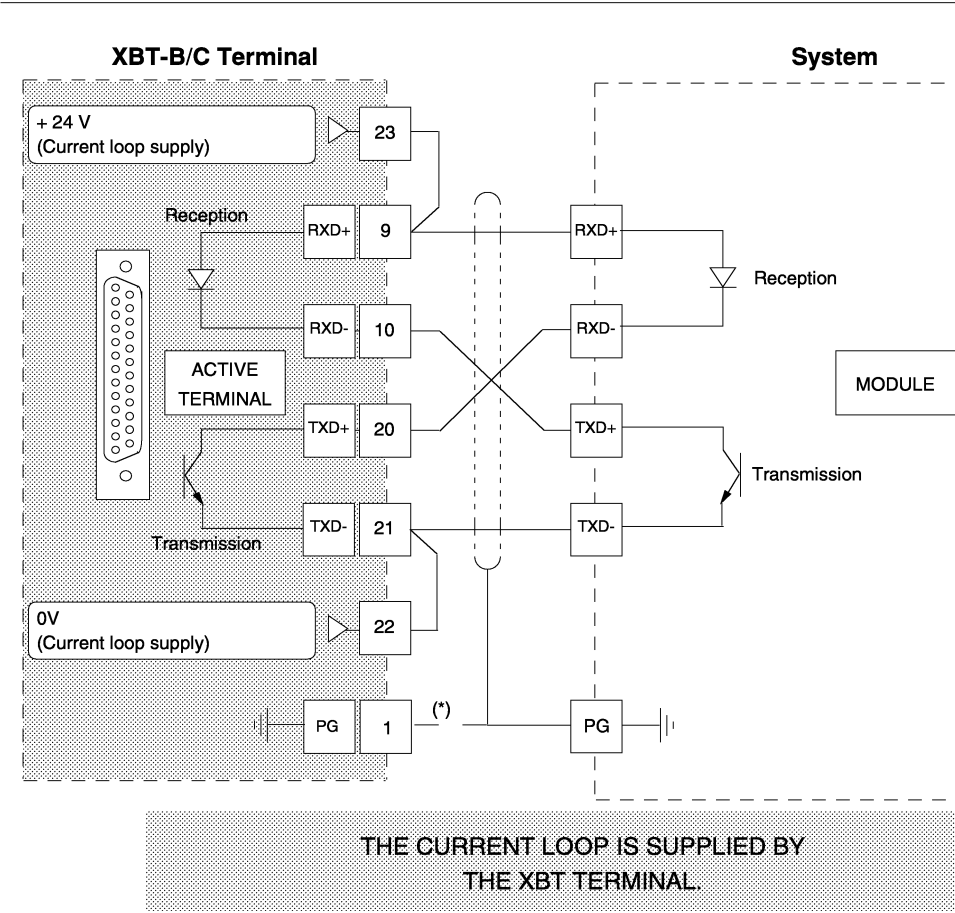 XBT-B/C Terminal
System
+ 24 V
(Current loop supply)
23
Reception
RXD+
9
RXD+
Reception
RXD-
10
RXD-
ACTIVE
TERMINAL
MODULE
TXD+
20
TXD+
Transmission
TXD-
21
TXD-
Transmission
0V
(Current loop supply)
22
PG
1
(*)
PG
THE CURRENT LOOP IS SUPPLIED BY
THE XBT TERMINAL.